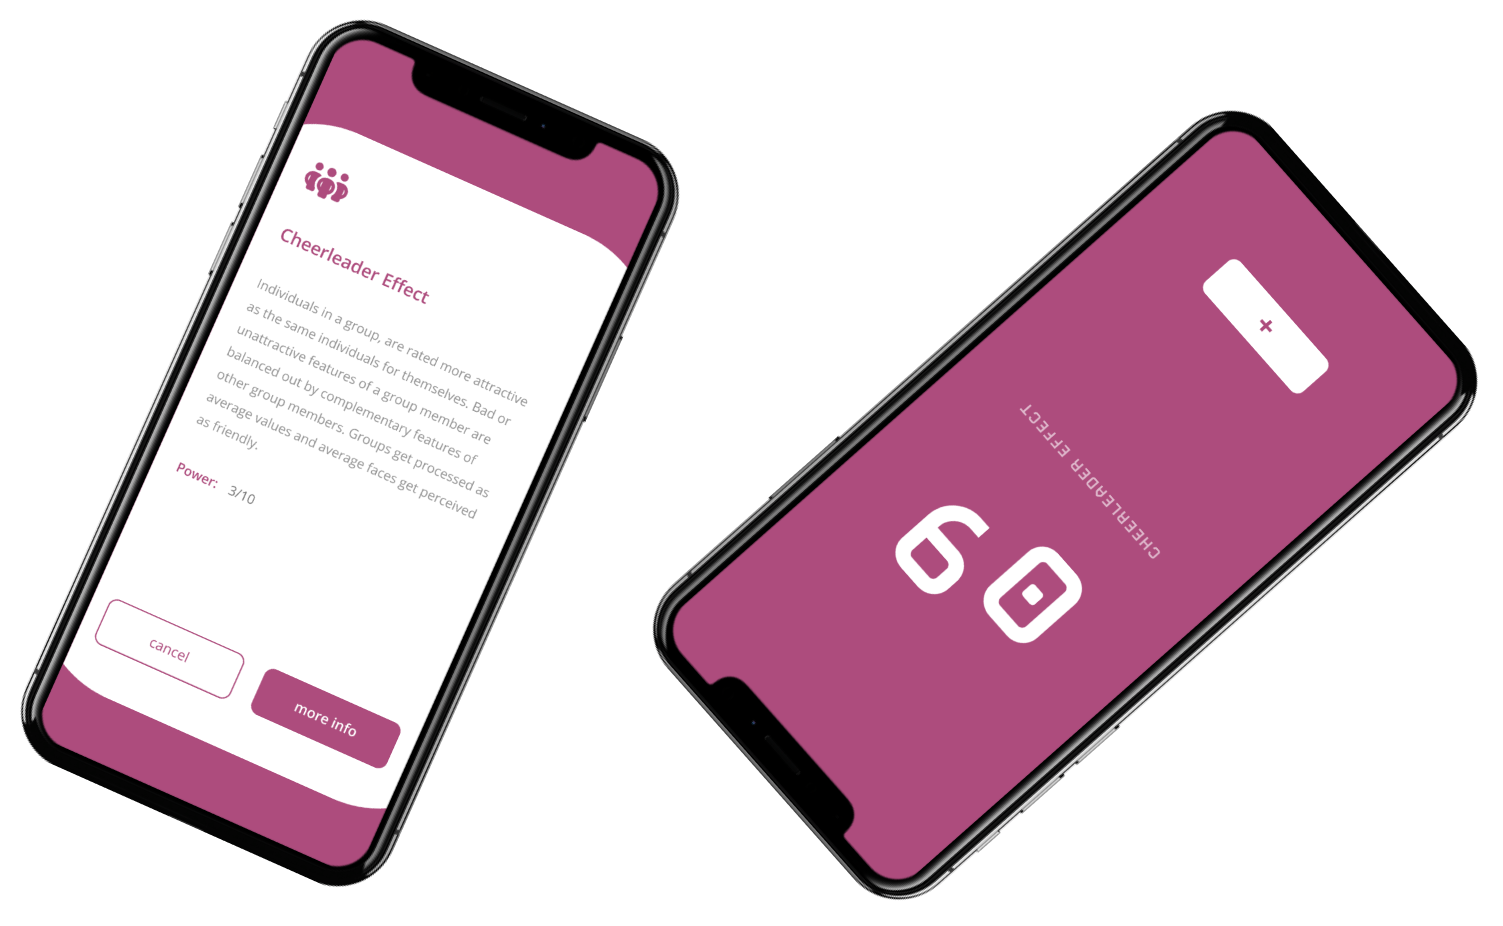 Cheerleader Effect
Individuals in a group, are rated more attractive
as the same individuals for themselves. Bad or
unattractive features of a group member are
balanced out by complementary features of
other group members. Groups get processed as
average values and average faces get perceived
as friendly.
Power: 3/10
cancel
more info
09
CHEERLEADER EFFECT
+